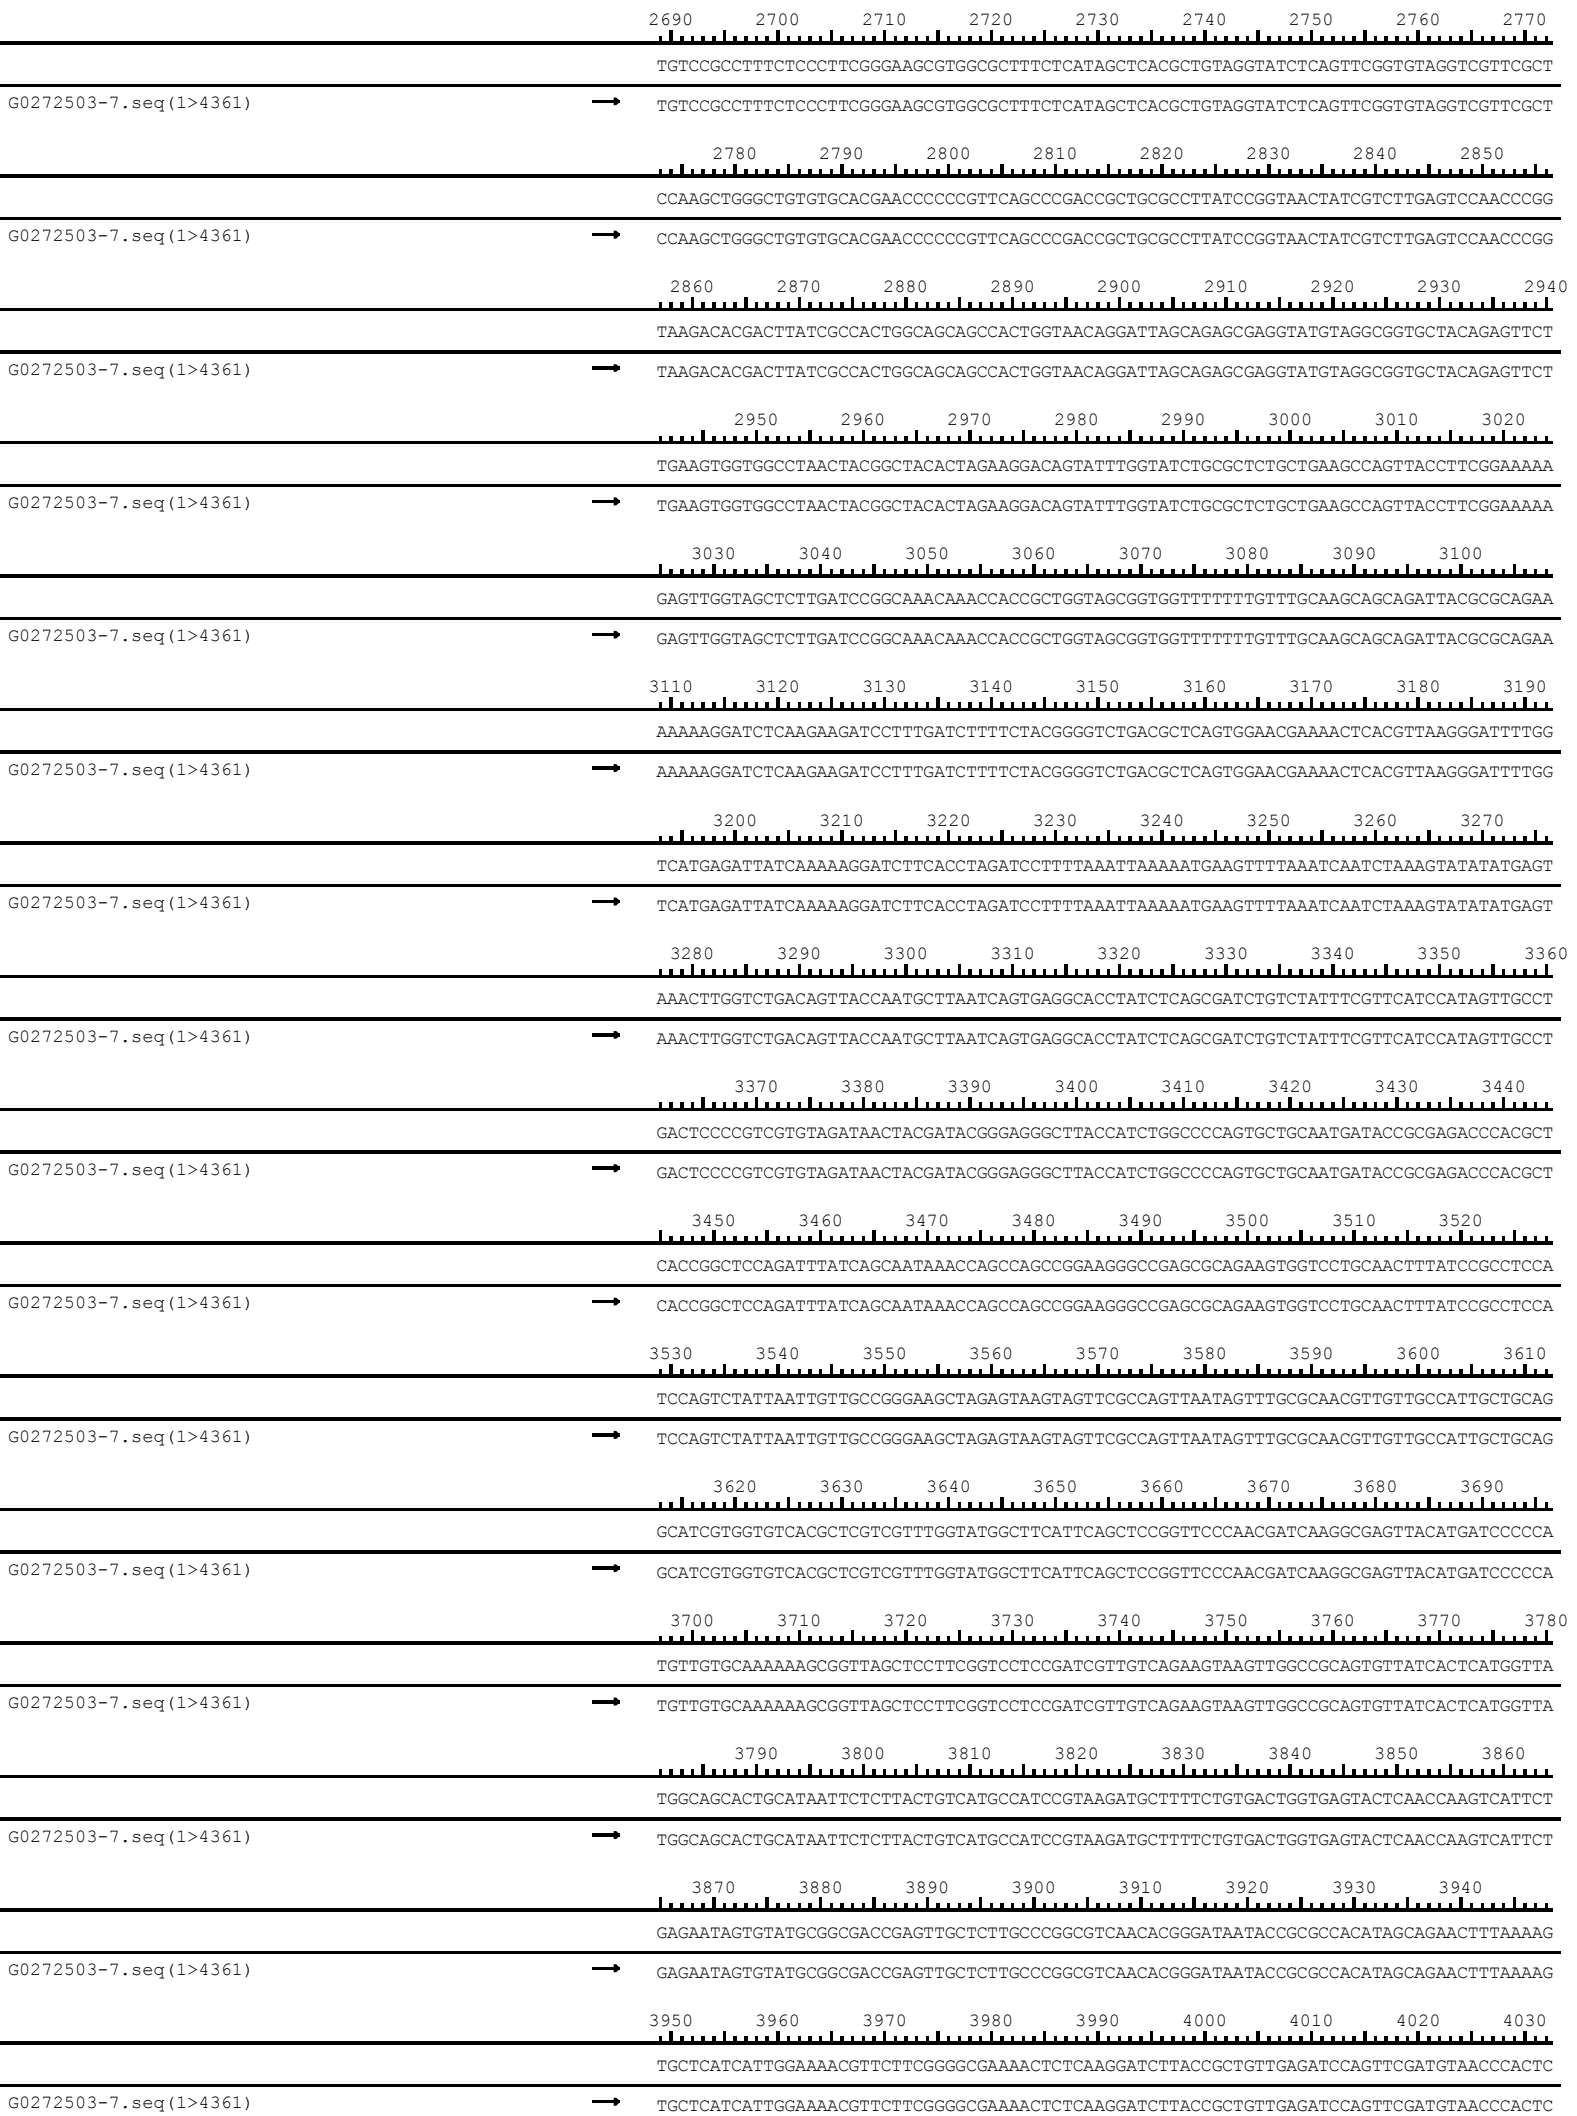 2690 2700 2710 2720 2730 2740 2750 2760 2770
TGTCCGCCTTTCTCCCTTCGGGAAGCGTGGCGCTTTCTCATAGCTCACGCTGTAGGTATCTCAGTTCGGTGTAGGTCGTTCGCT
G0272503-7.seq(1>4361) → TGTCCGCCTTTCTCCCTTCGGGAAGCGTGGCGCTTTCTCATAGCTCACGCTGTAGGTATCTCAGTTCGGTGTAGGTCGTTCGCT
2780 2790 2800 2810 2820 2830 2840 2850
CCAAGCTGGGCTGTGTGCACGAACCCCCCGTTCAGCCCGACCGCTGCGCCTTATCCGGTAACTATCGTCTTGAGTCCAACCCGG
G0272503-7.seq(1>4361) → CCAAGCTGGGCTGTGTGCACGAACCCCCCGTTCAGCCCGACCGCTGCGCCTTATCCGGTAACTATCGTCTTGAGTCCAACCCGG
2860 2870 2880 2890 2900 2910 2920 2930 2940
TAAGACACGACTTATCGCCACTGGCAGCAGCCACTGGTAACAGGATTAGCAGAGCGAGGTATGTAGGCGGTGCTACAGAGTTCT
G0272503-7.seq(1>4361) → TAAGACACGACTTATCGCCACTGGCAGCAGCCACTGGTAACAGGATTAGCAGAGCGAGGTATGTAGGCGGTGCTACAGAGTTCT
2950 2960 2970 2980 2990 3000 3010 3020
TGAAGTGGTGGCCTAACTACGGCTACACTAGAAGGACAGTATTTGGTATCTGCGCTCTGCTGAAGCCAGTTACCTTCGGAAAAA
G0272503-7.seq(1>4361) → TGAAGTGGTGGCCTAACTACGGCTACACTAGAAGGACAGTATTTGGTATCTGCGCTCTGCTGAAGCCAGTTACCTTCGGAAAAA
3030 3040 3050 3060 3070 3080 3090 3100
GAGTTGGTAGCTCTTGATCCGGCAAACAAACCACCGCTGGTAGCGGTGGTTTTTTTGTTTGCAAGCAGCAGATTACGCGCAGAA
G0272503-7.seq(1>4361) → GAGTTGGTAGCTCTTGATCCGGCAAACAAACCACCGCTGGTAGCGGTGGTTTTTTTGTTTGCAAGCAGCAGATTACGCGCAGAA
3110 3120 3130 3140 3150 3160 3170 3180 3190
AAAAAGGATCTCAAGAAGATCCTTTGATCTTTTCTACGGGGTCTGACGCTCAGTGGAACGAAAACTCACGTTAAGGGATTTTGG
G0272503-7.seq(1>4361) → AAAAAGGATCTCAAGAAGATCCTTTGATCTTTTCTACGGGGTCTGACGCTCAGTGGAACGAAAACTCACGTTAAGGGATTTTGG
3200 3210 3220 3230 3240 3250 3260 3270
TCATGAGATTATCAAAAAGGATCTTCACCTAGATCCTTTTAAATTAAAAATGAAGTTTTAAATCAATCTAAAGTATATATGAGT
G0272503-7.seq(1>4361) → TCATGAGATTATCAAAAAGGATCTTCACCTAGATCCTTTTAAATTAAAAATGAAGTTTTAAATCAATCTAAAGTATATATGAGT
3280 3290 3300 3310 3320 3330 3340 3350 3360
AAACTTGGTCTGACAGTTACCAATGCTTAATCAGTGAGGCACCTATCTCAGCGATCTGTCTATTTCGTTCATCCATAGTTGCCT
G0272503-7.seq(1>4361) → AAACTTGGTCTGACAGTTACCAATGCTTAATCAGTGAGGCACCTATCTCAGCGATCTGTCTATTTCGTTCATCCATAGTTGCCT
3370 3380 3390 3400 3410 3420 3430 3440
GACTCCCCGTCGTGTAGATAACTACGATACGGGAGGGCTTACCATCTGGCCCCAGTGCTGCAATGATACCGCGAGACCCACGCT
G0272503-7.seq(1>4361) → GACTCCCCGTCGTGTAGATAACTACGATACGGGAGGGCTTACCATCTGGCCCCAGTGCTGCAATGATACCGCGAGACCCACGCT
3450 3460 3470 3480 3490 3500 3510 3520
CACCGGCTCCAGATTTATCAGCAATAAACCAGCCAGCCGGAAGGGCCGAGCGCAGAAGTGGTCCTGCAACTTTATCCGCCTCCA
G0272503-7.seq(1>4361) → CACCGGCTCCAGATTTATCAGCAATAAACCAGCCAGCCGGAAGGGCCGAGCGCAGAAGTGGTCCTGCAACTTTATCCGCCTCCA
3530 3540 3550 3560 3570 3580 3590 3600 3610
TCCAGTCTATTAATTGTTGCCGGGAAGCTAGAGTAAGTAGTTCGCCAGTTAATAGTTTGCGCAACGTTGTTGCCATTGCTGCAG
G0272503-7.seq(1>4361) → TCCAGTCTATTAATTGTTGCCGGGAAGCTAGAGTAAGTAGTTCGCCAGTTAATAGTTTGCGCAACGTTGTTGCCATTGCTGCAG
3620 3630 3640 3650 3660 3670 3680 3690
GCATCGTGGTGTCACGCTCGTCGTTTGGTATGGCTTCATTCAGCTCCGGTTCCCAACGATCAAGGCGAGTTACATGATCCCCCA
G0272503-7.seq(1>4361) → GCATCGTGGTGTCACGCTCGTCGTTTGGTATGGCTTCATTCAGCTCCGGTTCCCAACGATCAAGGCGAGTTACATGATCCCCCA
3700 3710 3720 3730 3740 3750 3760 3770 3780
TGTTGTGCAAAAAAGCGGTTAGCTCCTTCGGTCCTCCGATCGTTGTCAGAAGTAAGTTGGCCGCAGTGTTATCACTCATGGTTA
G0272503-7.seq(1>4361) → TGTTGTGCAAAAAAGCGGTTAGCTCCTTCGGTCCTCCGATCGTTGTCAGAAGTAAGTTGGCCGCAGTGTTATCACTCATGGTTA
3790 3800 3810 3820 3830 3840 3850 3860
TGGCAGCACTGCATAATTCTCTTACTGTCATGCCATCCGTAAGATGCTTTTCTGTGACTGGTGAGTACTCAACCAAGTCATTCT
G0272503-7.seq(1>4361) → TGGCAGCACTGCATAATTCTCTTACTGTCATGCCATCCGTAAGATGCTTTTCTGTGACTGGTGAGTACTCAACCAAGTCATTCT
3870 3880 3890 3900 3910 3920 3930 3940
GAGAATAGTGTATGCGGCGACCGAGTTGCTCTTGCCCGGCGTCAACACGGGATAATACCGCGCCACATAGCAGAACTTTAAAAG
G0272503-7.seq(1>4361) → GAGAATAGTGTATGCGGCGACCGAGTTGCTCTTGCCCGGCGTCAACACGGGATAATACCGCGCCACATAGCAGAACTTTAAAAG
3950 3960 3970 3980 3990 4000 4010 4020 4030
TGCTCATCATTGGAAAACGTTCTTCGGGGCGAAAACTCTCAAGGATCTTACCGCTGTTGAGATCCAGTTCGATGTAACCCACTC
G0272503-7.seq(1>4361) → TGCTCATCATTGGAAAACGTTCTTCGGGGCGAAAACTCTCAAGGATCTTACCGCTGTTGAGATCCAGTTCGATGTAACCCACTC